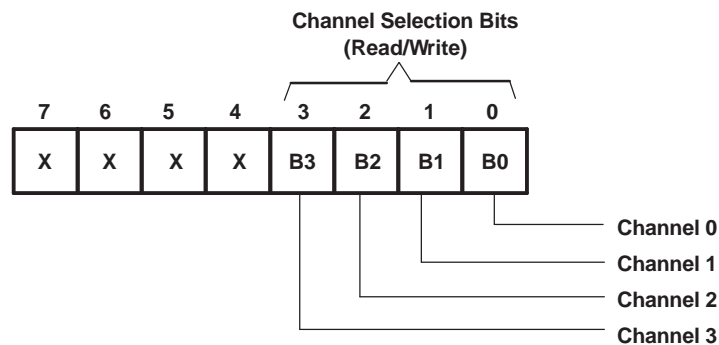 Channel Selection Bits
(Read/Write)
7 6 5 4 3 2 1 0
X X X X B3 B2 B1 B0
Channel 0
Channel 1
Channel 2
Channel 3